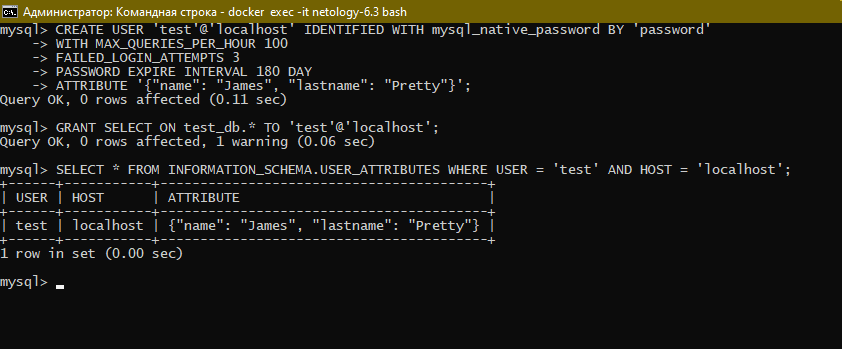 Администратор: Командная строка - docker exec -it netology-6.3 bash
mysql> CREATE USER 'test'@'localhost' IDENTIFIED WITH mysql_native_password BY 'password'
    -> WITH MAX_QUERIES_PER_HOUR 100
    -> FAILED_LOGIN_ATTEMPTS 3
    -> PASSWORD EXPIRE INTERVAL 180 DAY
    -> ATTRIBUTE '{"name": "James", "lastname": "Pretty"}';
Query OK, 0 rows affected (0.11 sec)
mysql> GRANT SELECT ON test_db.* TO 'test'@'localhost';
Query OK, 0 rows affected, 1 warning (0.06 sec)
mysql> SELECT * FROM INFORMATION_SCHEMA.USER_ATTRIBUTES WHERE USER = 'test' AND HOST = 'localhost';
+------+-----------+-----------------------------------------+
| USER | HOST      | ATTRIBUTE                               |
+------+-----------+-----------------------------------------+
| test | localhost | {"name": "James", "lastname": "Pretty"} |
+------+-----------+-----------------------------------------+
1 row in set (0.00 sec)
mysql>